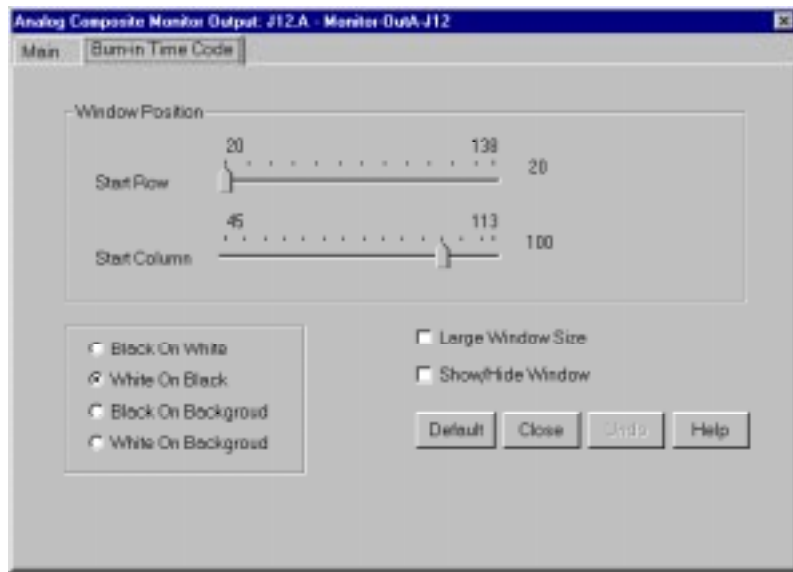 Analog Composite Monitor Output: J12.A - Monitor-OutA-J12
Main Burn-in Time Code
Window Position
20 138
Start Row 20
45 113
Start Column 100
Black On White
White On Black
Black On Backgroud
White On Backgroud
Large Window Size
Show/Hide Window
Default Close Undo Help